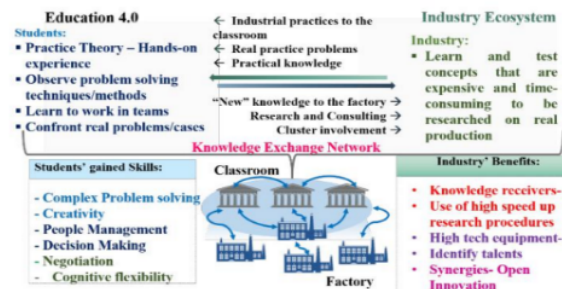 Education 4.0
Students:
▪ Practice Theory – Hands-on
experience
▪ Observe problem solving
techniques/methods
▪ Learn to work in teams
▪ Confront real problems/cases
← Industrial practices to the
classroom
← Real practice problems
← Practical knowledge
“New” knowledge to the factory →
Research and Consulting →
Cluster involvement →
Industry Ecosystem
Industry:
▪ Learn and test
concepts that are
expensive and time-
consuming to be
researched on real
production
Knowledge Exchange Network
Students’ gained Skills:
- Complex Problem solving
- Creativity
- People Management
- Decision Making
- Negotiation
- Cognitive flexibility
Classroom
Factory
Industry’ Benefits:
• Knowledge receivers-
• Use of high speed up
research procedures
• High tech equipment-
• Identify talents
• Synergies- Open
Innovation